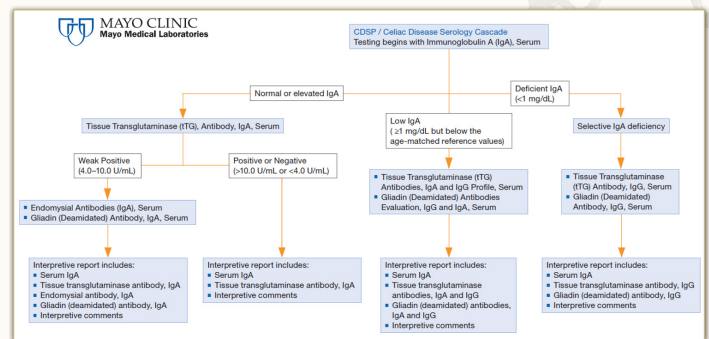 MAYO CLINIC
Mayo Medical Laboratories
CDSP / Celiac Disease Serology Cascade
Testing begins with Immunoglobulin A (IgA), Serum
Normal or elevated IgA
Deficient IgA
(<1 mg/dL)
Low IgA
( ≥1 mg/dL but below the
age-matched reference values)
Tissue Transglutaminase (tTG), Antibody, IgA, Serum
Selective IgA deficiency
Weak Positive
(4.0–10.0 U/mL)
Positive or Negative
(>10.0 U/mL or <4.0 U/mL)
▪ Tissue Transglutaminase (tTG)
Antibodies, IgA and IgG Profile, Serum
▪ Gliadin (Deamidated) Antibodies
Evaluation, IgG and IgA, Serum
▪ Tissue Transglutaminase
(tTG) Antibody, IgG, Serum
▪ Gliadin (Deamidated)
Antibody, IgG, Serum
▪ Endomysial Antibodies (IgA), Serum
▪ Gliadin (Deamidated) Antibody, IgA, Serum
Interpretive report includes:
▪ Serum IgA
▪ Tissue transglutaminase antibody, IgA
▪ Endomysial antibody, IgA
▪ Gliadin (deamidated) antibody, IgA
▪ Interpretive comments
Interpretive report includes:
▪ Serum IgA
▪ Tissue transglutaminase antibody, IgA
▪ Interpretive comments
Interpretive report includes:
▪ Serum IgA
▪ Tissue transglutaminase
antibodies, IgA and IgG
▪ Gliadin (deamidated) antibodies,
IgA and IgG
▪ Interpretive comments
Interpretive report includes:
▪ Serum IgA
▪ Tissue transglutaminase antibody, IgG
▪ Gliadin (deamidated) antibody, IgG
▪ Interpretive comments